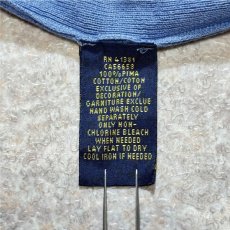 RN 41381
CA56658
100% PIMA
COTTON/COTON
EXCLUSIVE OF
DECORATION/
GARNITURE EXCLUE
HAND WASH COLD
SEPARATELY
ONLY NON-
CHLORINE BLEACH
WHEN NEEDED
LAY FLAT TO DRY
COOL IRON IF NEEDED